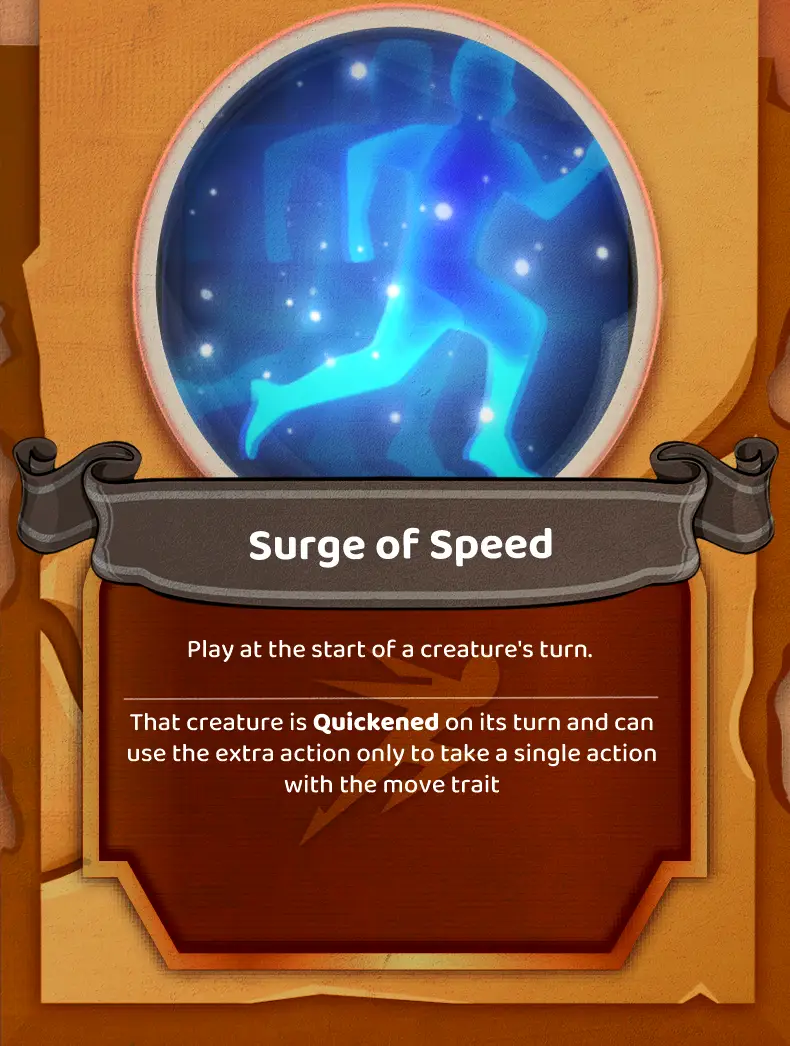 Surge of Speed
Play at the start of a creature's turn.
That creature is Quickened on its turn and can
use the extra action only to take a single action
with the move trait